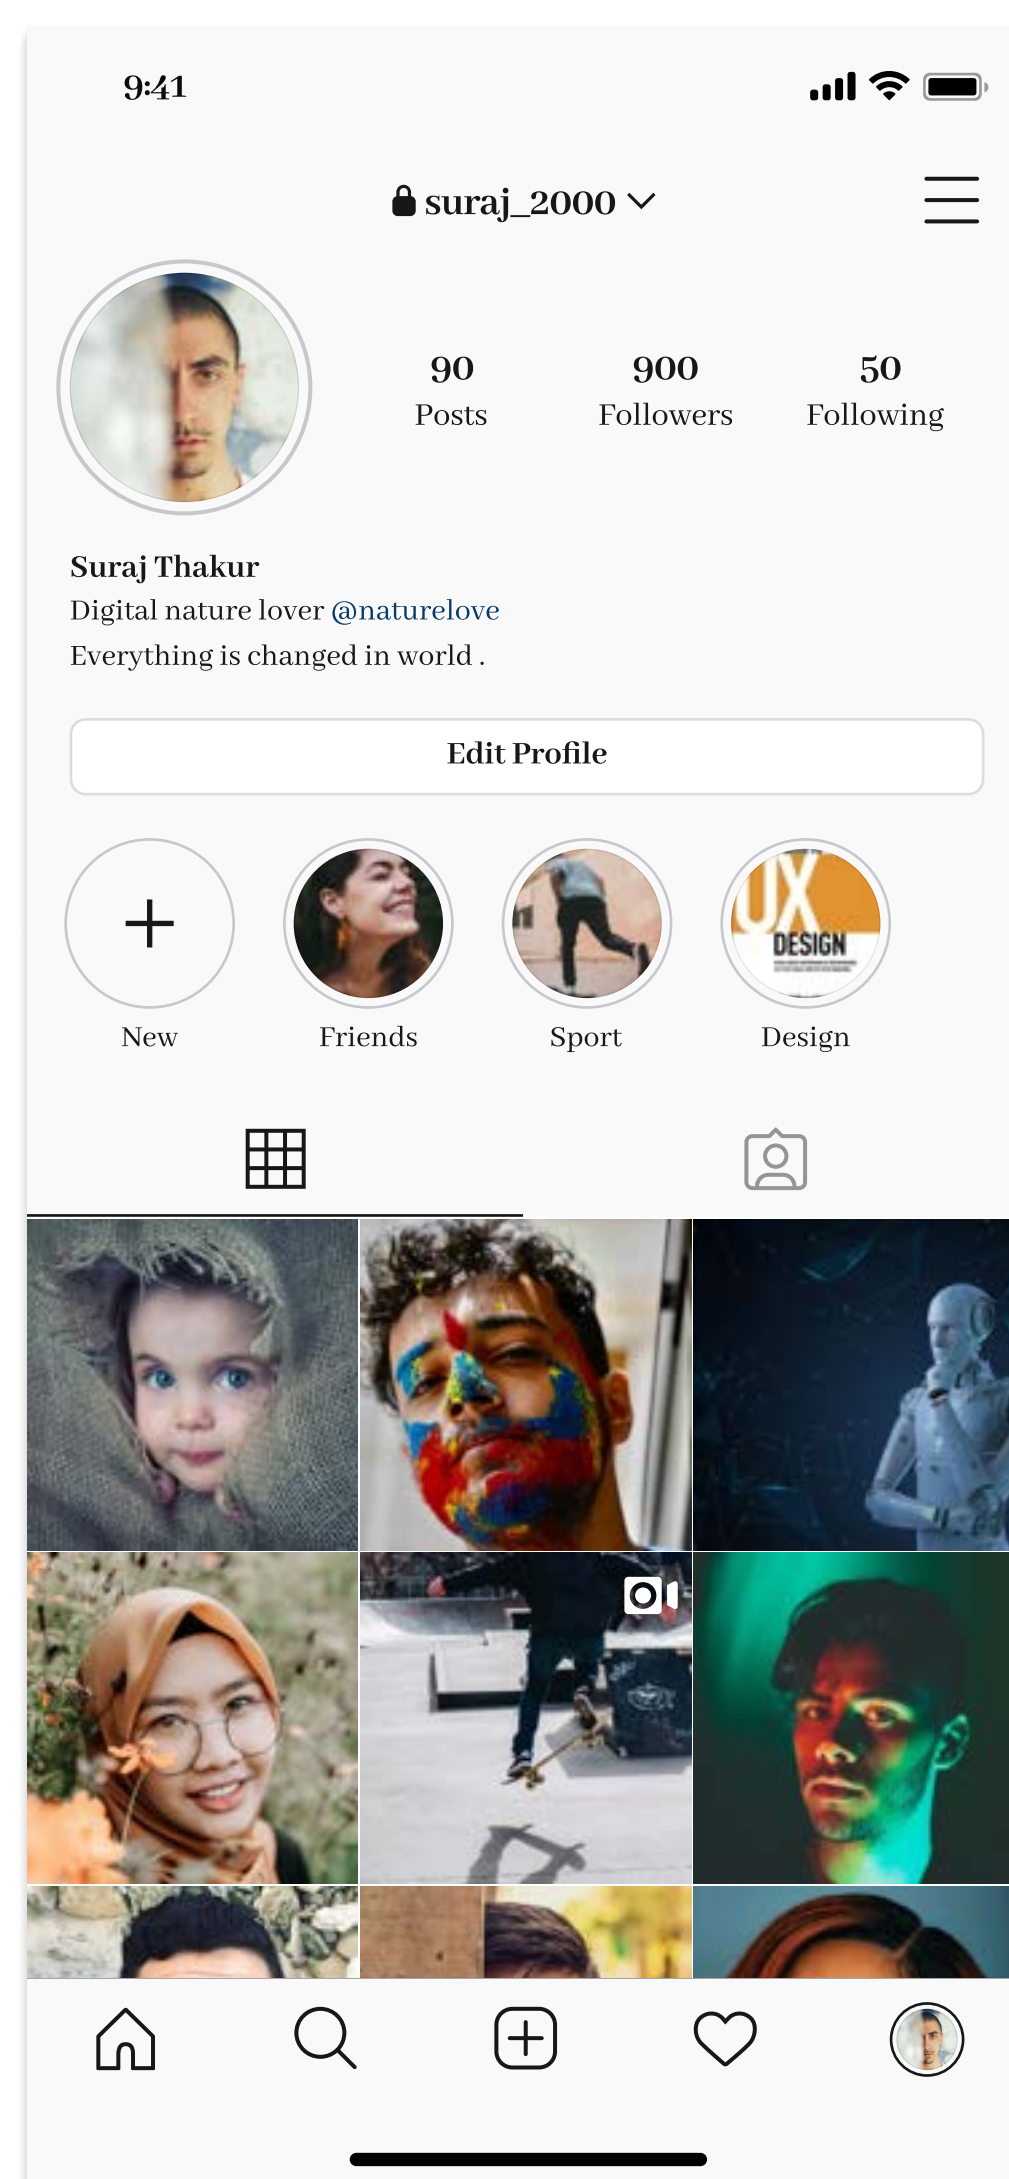 9:41
suraj_2000
90 900 50
Posts Followers Following
Suraj Thakur
Digital nature lover @naturelove
Everything is changed in world .
Edit Profile
UX
DESIGN
New Friends Sport Design